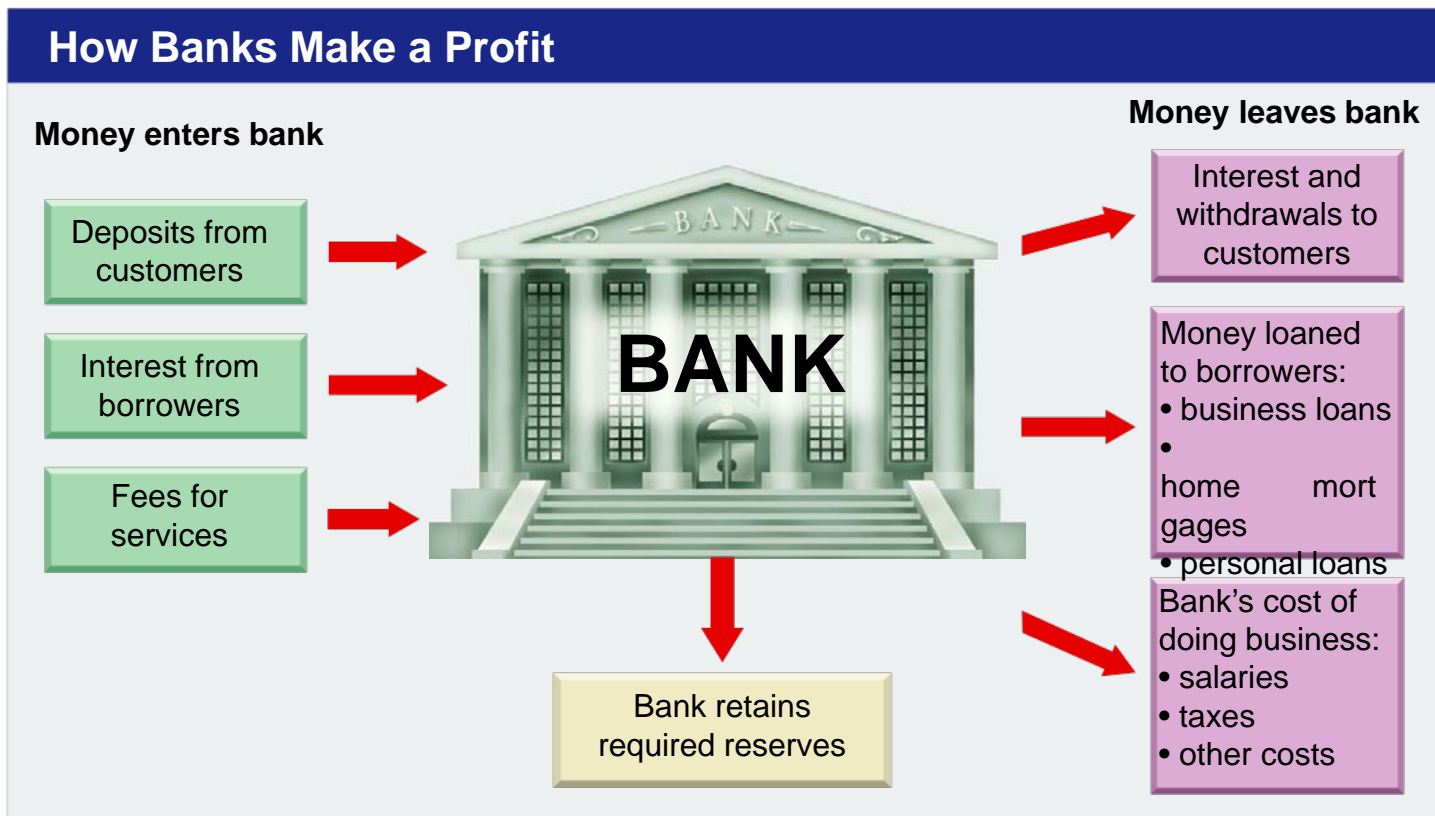 How Banks Make a Profit
Money enters bank
Deposits from
customers
Interest from
borrowers
Fees for
services
BANK
BANK
Bank retains
required reserves
Money leaves bank
Interest and
withdrawals to
customers
Money loaned
to borrowers:
• business loans
•
home mort
gages
• personal loans
Bank’s cost of
doing business:
• salaries
• taxes
• other costs